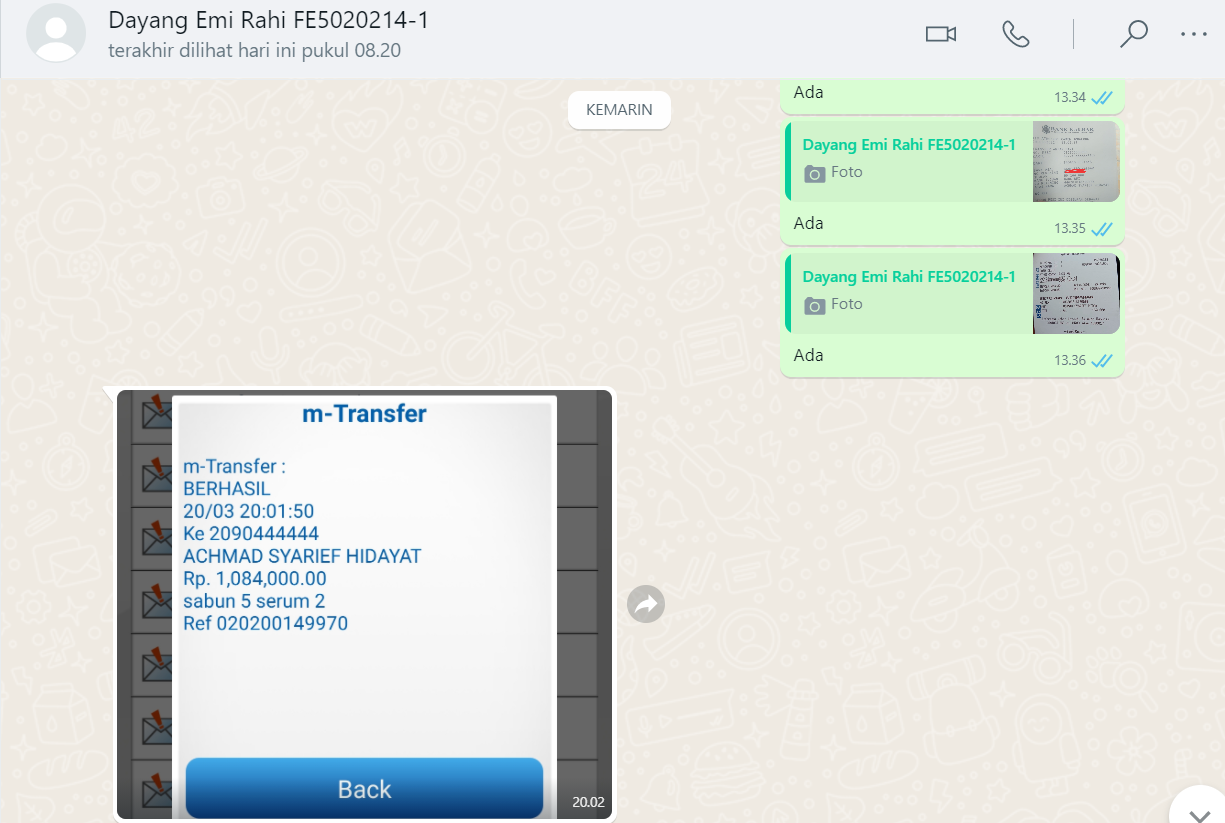 Dayang Emi Rahi FE5020214-1
terakhir dilihat hari ini pukul 08.20
KEMARIN
Ada
13.34
Dayang Emi Rahi FE5020214-1
Foto
Ada
13.35
Dayang Emi Rahi FE5020214-1
Foto
Ada
13.36
m-Transfer
m-Transfer :
BERHASIL
20/03 20:01:50
Ke 2090444444
ACHMAD SYARIEF HIDAYAT
Rp. 1,084,000.00
sabun 5 serum 2
Ref 020200149970
Back
20.02